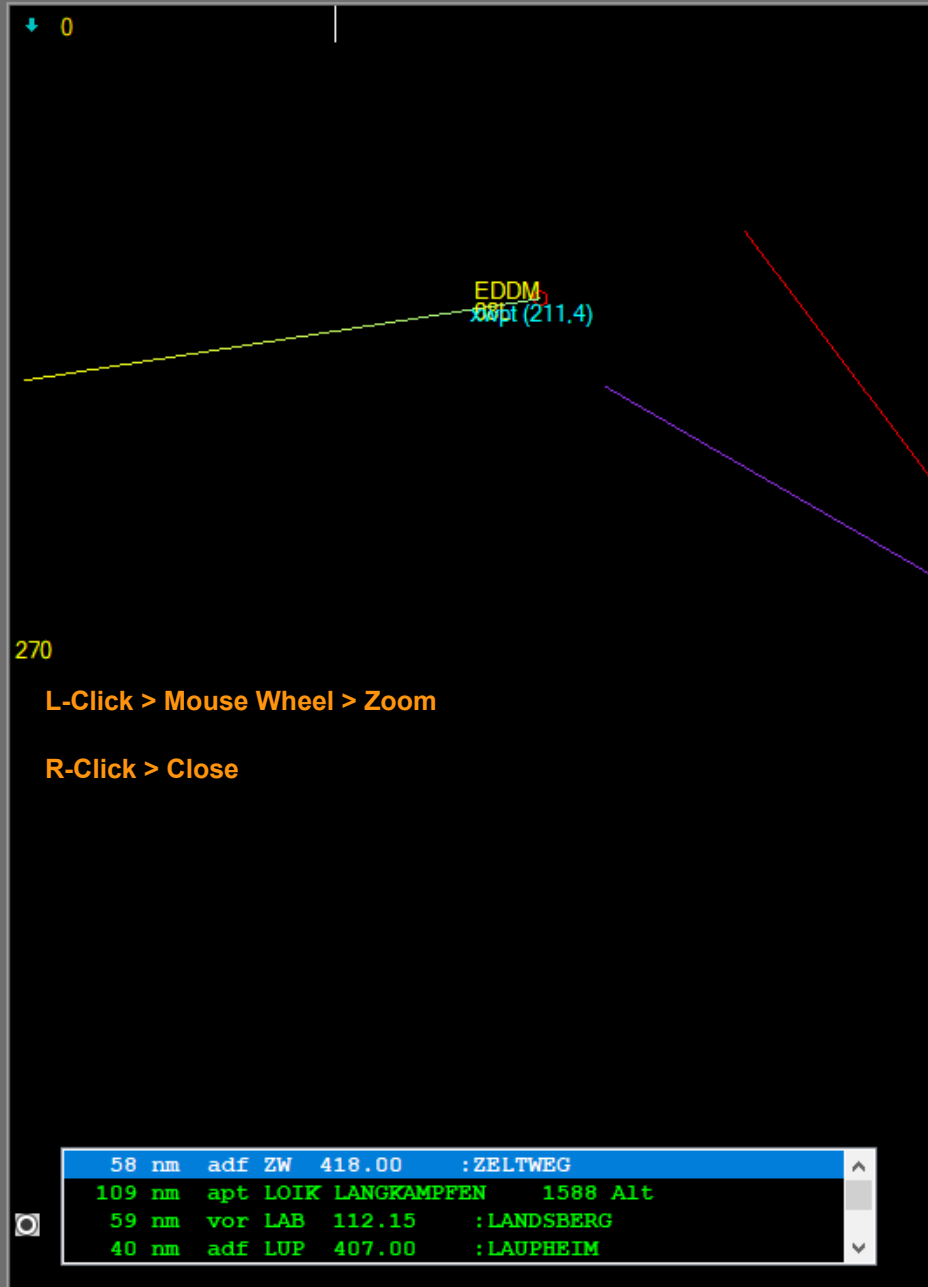 0
EDDM
xwpt (211,4)
270
L-Click > Mouse Wheel > Zoom
R-Click > Close
58 nm adf ZW 418.00 :ZELTWEG
109 nm apt LOIK LANGKAMPFEN 1588 Alt
59 nm vor LAB 112.15 :LANDSBERG
40 nm adf LUP 407.00 :LAUPHEIM